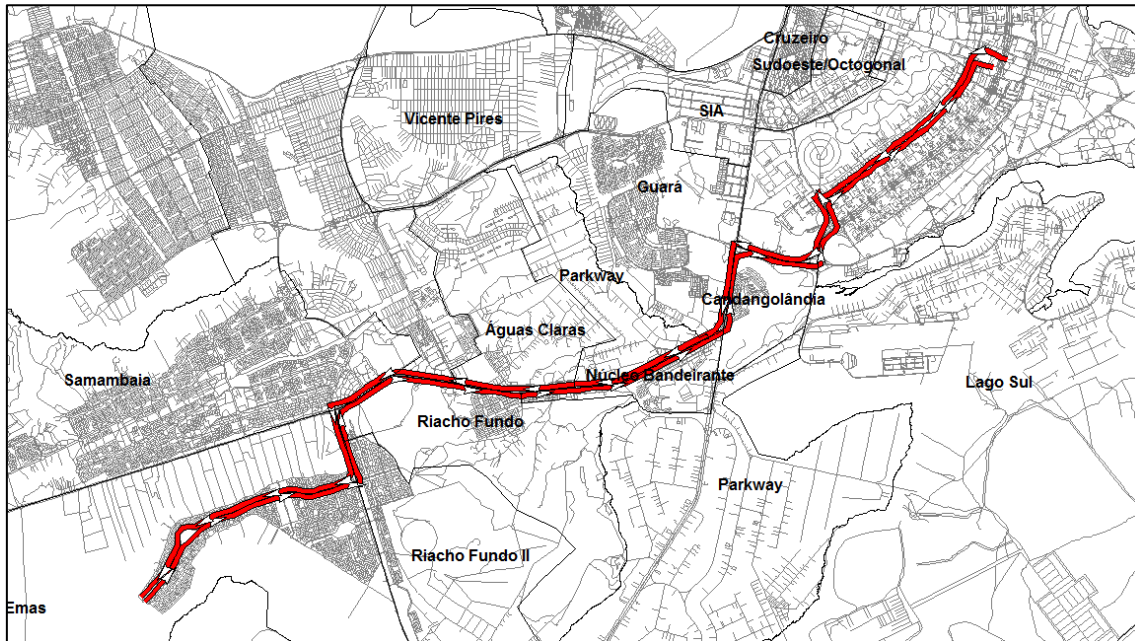 Cruzeiro
Sudoeste/Octogonal
SIA
Vicente Pires
Guará
Parkway
Candangolândia
Águas Claras
Samambaia
Núcleo Bandeirante
Lago Sul
Riacho Fundo
Parkway
Riacho Fundo II
Emas